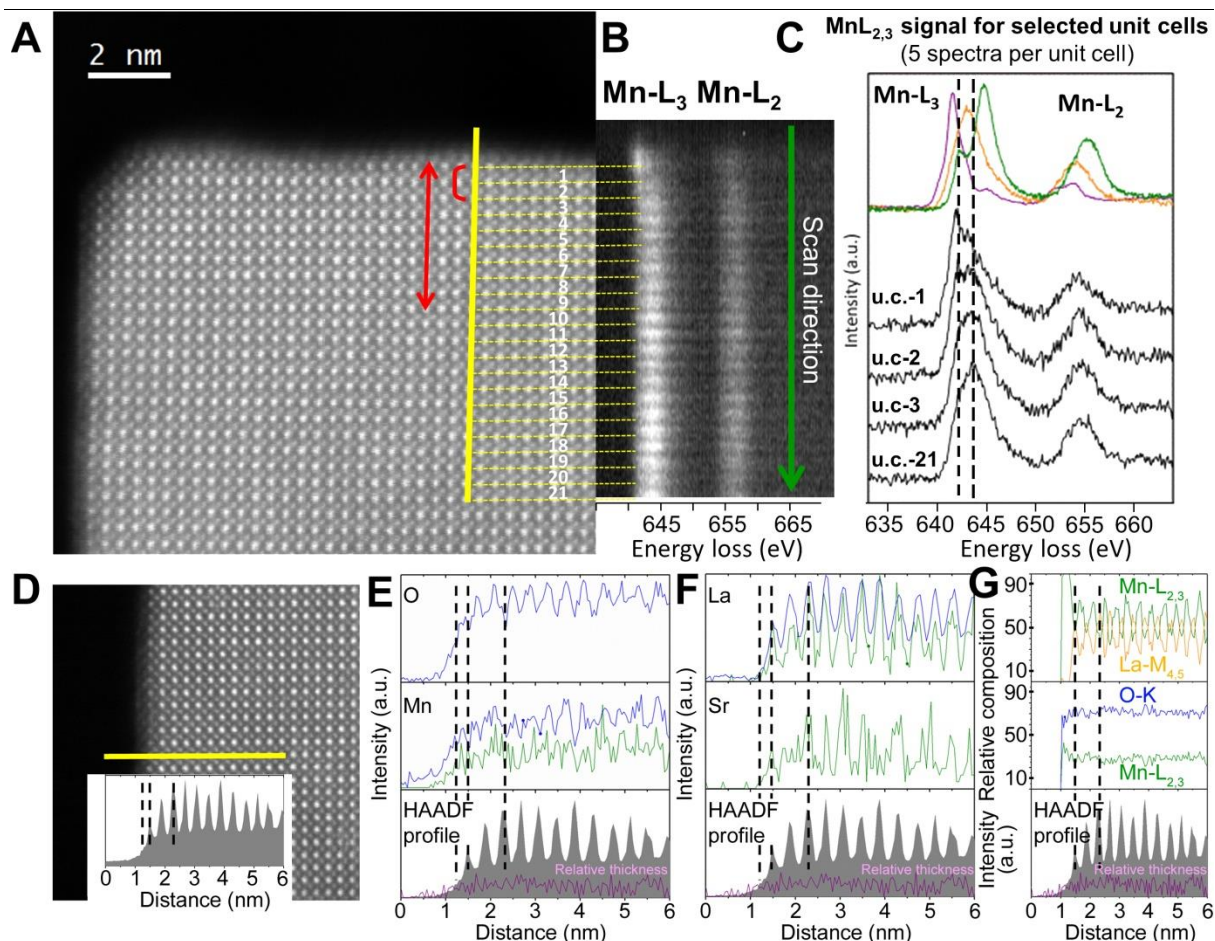 A
2 nm
1
2
3
4
5
6
7
8
9
10
11
12
13
14
15
16
17
18
19
20
21
B
Mn-L3 Mn-L2
Scan direction
645 655 665
Energy loss (eV)
C
MnL2,3 signal for selected unit cells
(5 spectra per unit cell)
Mn-L3
Mn-L2
Intensity (a.u.)
u.c.-1
u.c-2
u.c-3
u.c.-21
635 640 645 650 655 660
Energy loss (eV)
D
0 1 2 3 4 5 6
Distance (nm)
E
O
Mn
Intensity (a.u.)
HAADF
profile
Relative thickness
0 1 2 3 4 5 6
Distance (nm)
F
La
Sr
Intensity (a.u.)
HAADF
profile
Relative thickness
0 1 2 3 4 5 6
Distance (nm)
G
90
50
10
Mn-L2,3
La-M4,5
90
50
10
O-K
Mn-L2,3
Relative composition
Intensity
(a.u.)
HAADF
profile
Relative thickness
0 1 2 3 4 5 6
Distance (nm)